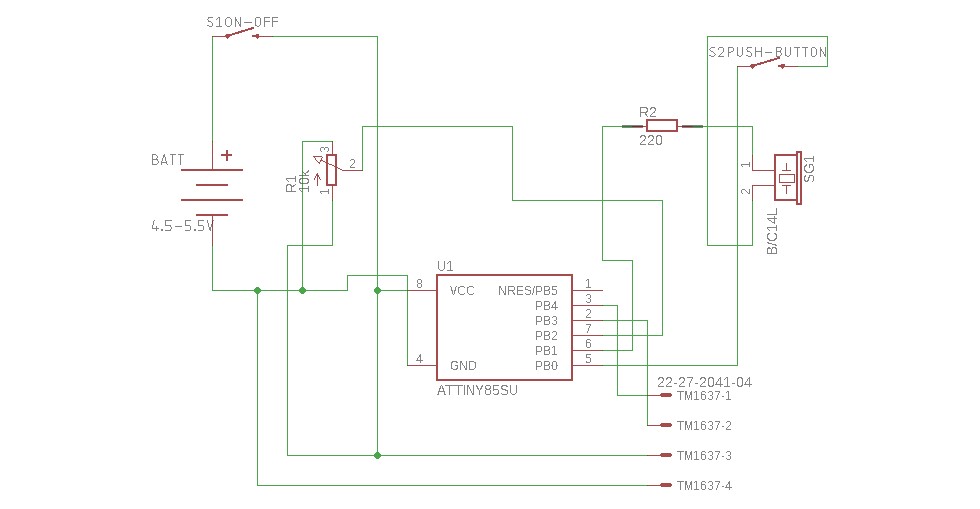 S1ON-OFF
S2PUSH-BUTTON
BATT
+
4.5-5.5V
R1
10k
3
2
1
R2
220
1
2
SG1
B/C14L
U1
8
VCC
NRES/PB5
1
PB4
3
PB3
2
PB2
7
PB1
6
4
GND
PB0
5
ATTINY85SU
22-27-2041-04
TM1637-1
TM1637-2
TM1637-3
TM1637-4